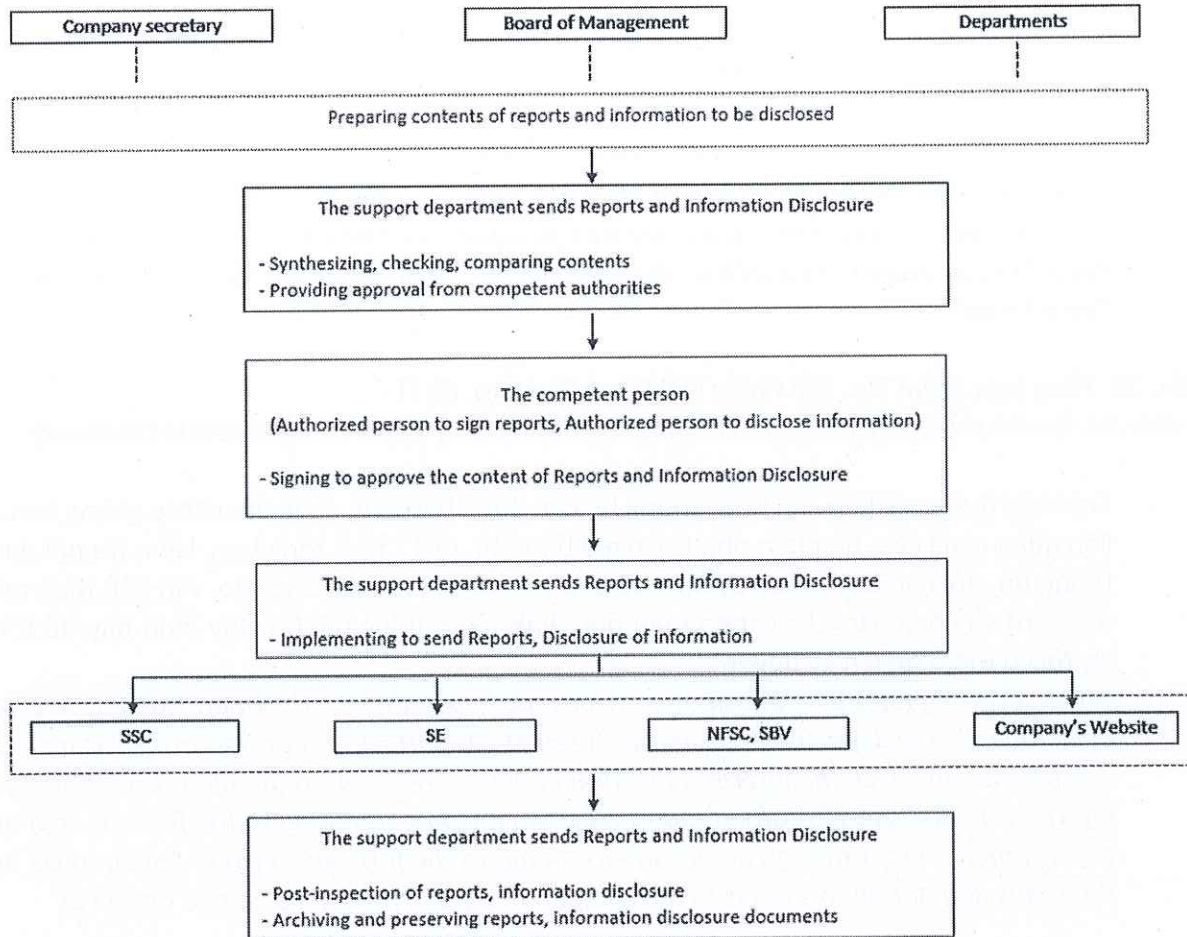 Company secretary
Board of Management
Departments
Preparing contents of reports and information to be disclosed
The support department sends Reports and Information Disclosure
- Synthesizing, checking, comparing contents
- Providing approval from competent authorities
The competent person
(Authorized person to sign reports, Authorized person to disclose information)
- Signing to approve the content of Reports and Information Disclosure
The support department sends Reports and Information Disclosure
- Implementing to send Reports, Disclosure of information
SSC
SE
NFSC, SBV
Company's Website
The support department sends Reports and Information Disclosure
- Post-inspection of reports, information disclosure
- Archiving and preserving reports, information disclosure documents